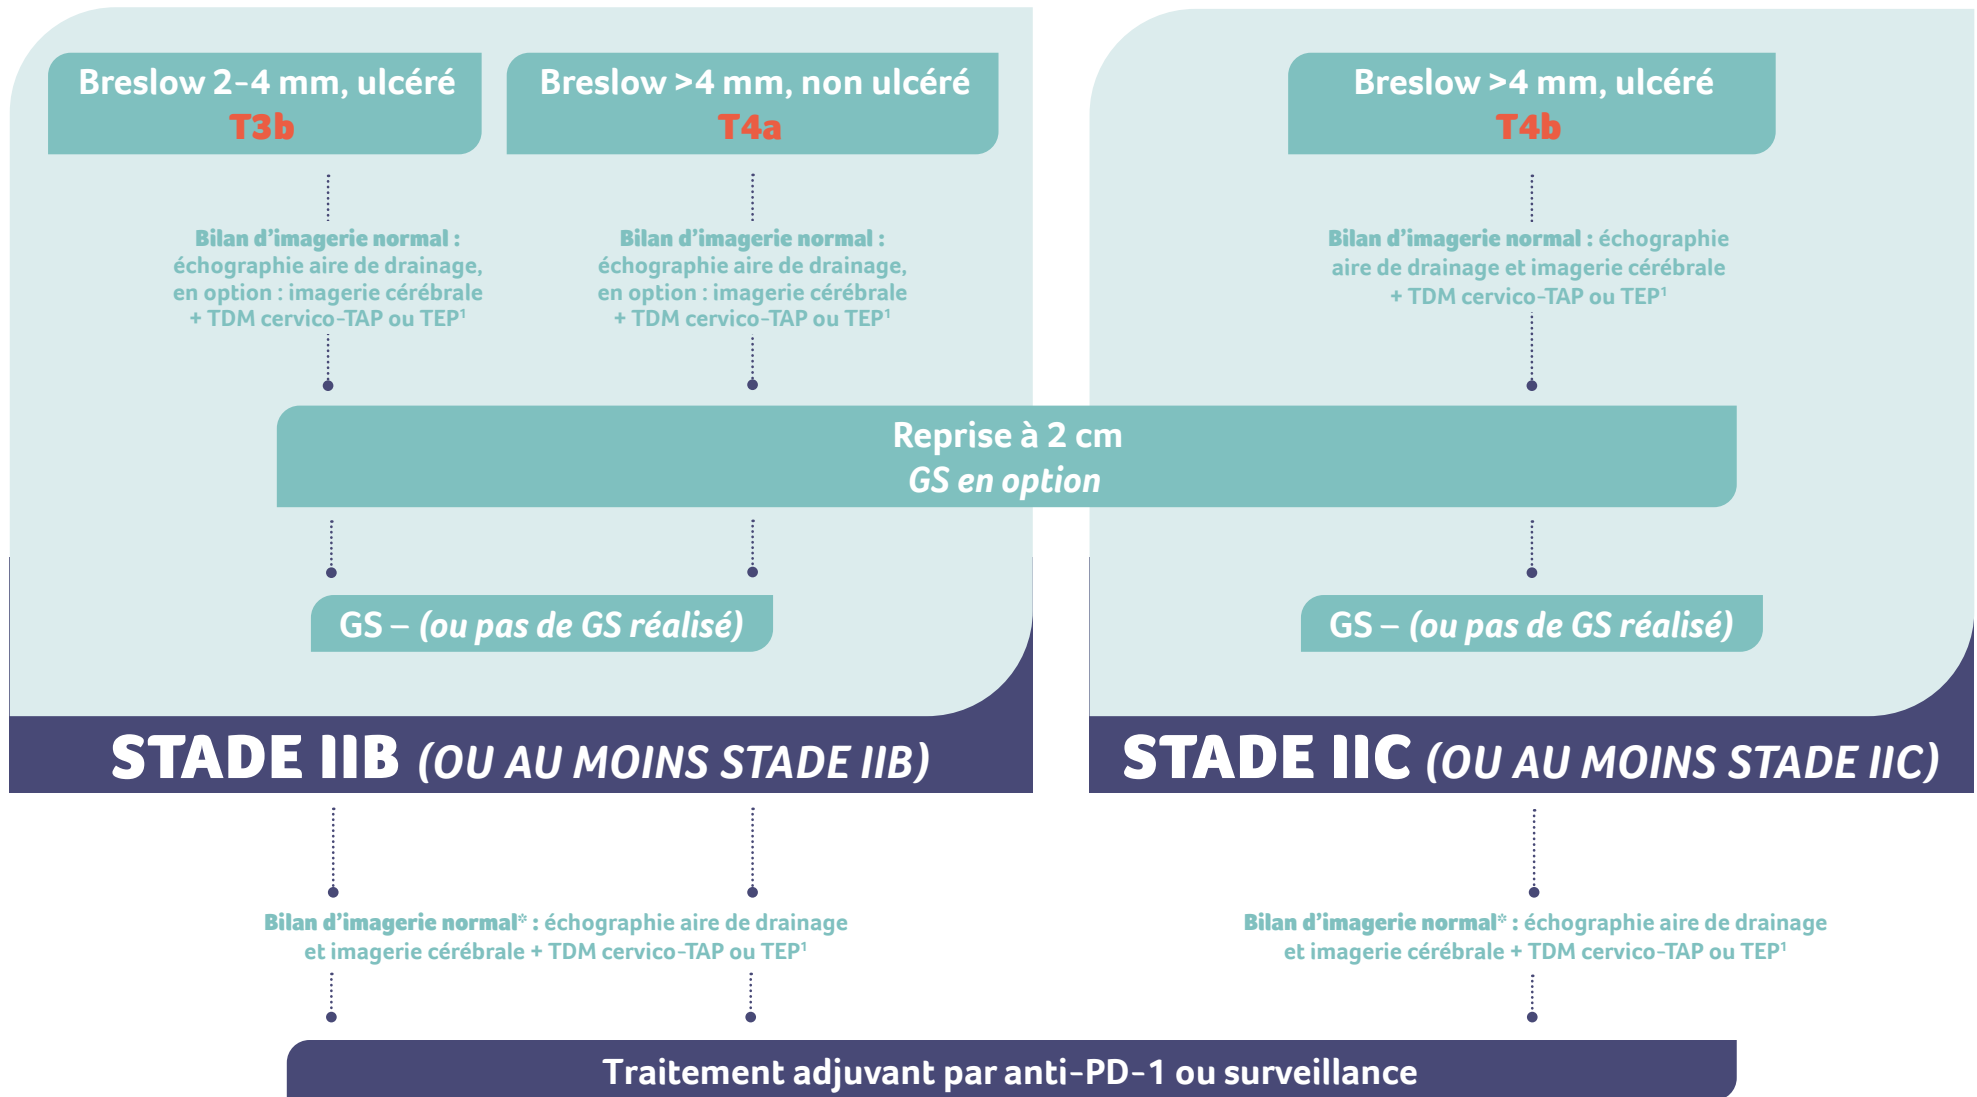 Breslow 2-4 mm, ulcéré
T3b
Breslow >4 mm, non ulcéré
T4a
Breslow >4 mm, ulcéré
T4b
Bilan d’imagerie normal :
échographie aire de drainage,
en option : imagerie cérébrale
+ TDM cervico-TAP ou TEP¹
Bilan d’imagerie normal :
échographie aire de drainage,
en option : imagerie cérébrale
+ TDM cervico-TAP ou TEP¹
Bilan d’imagerie normal : échographie
aire de drainage et imagerie cérébrale
+ TDM cervico-TAP ou TEP¹
Reprise à 2 cm
GS en option
GS – (ou pas de GS réalisé)
GS – (ou pas de GS réalisé)
STADE IIB (OU AU MOINS STADE IIB)
STADE IIC (OU AU MOINS STADE IIC)
Bilan d’imagerie normal* : échographie aire de drainage
et imagerie cérébrale + TDM cervico-TAP ou TEP¹
Bilan d’imagerie normal* : échographie aire de drainage
et imagerie cérébrale + TDM cervico-TAP ou TEP¹
Traitement adjuvant par anti-PD-1 ou surveillance